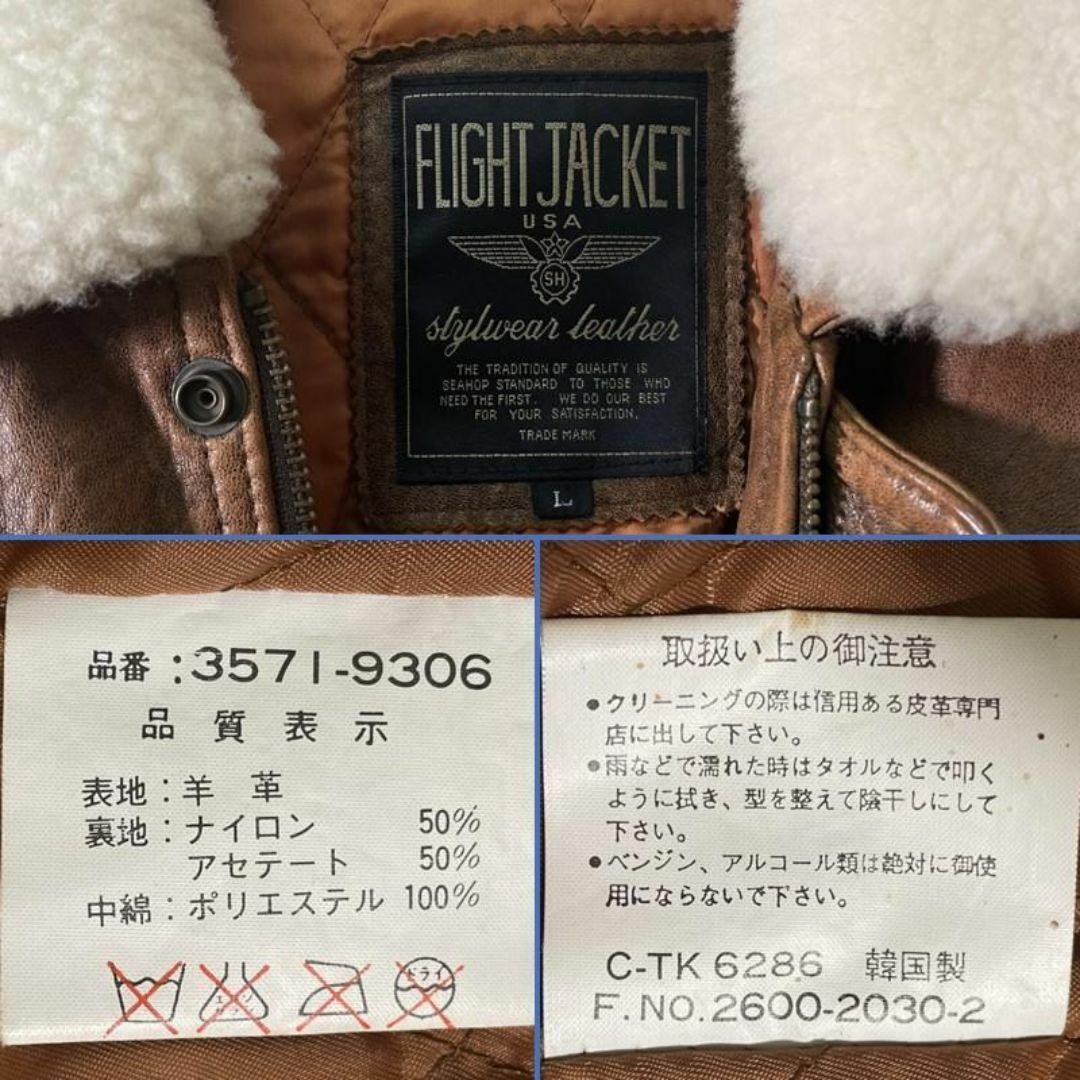 FLIGHT JACKET
USA
SH
stylwear leather
THE TRADITION OF QUALITY IS
SEAHOP STANDARD TO THOSE WHO
NEED THE FIRST. WE DO OUR BEST
FOR YOUR SATISFACTION.
TRADE MARK
L
品番:3571-9306
品質表示
表地:羊革
裏地:ナイロン 50%
アセテート 50%
中綿:ポリエステル 100%
エンソ
ドライ
取扱い上の御注意
●クリーニングの際は信用ある皮革専門
店に出して下さい。
●雨などで濡れた時はタオルなどで叩く
ように拭き、型を整えて陰干しにして
下さい。
●ベンジン、アルコール類は絶対に御使
用にならないで下さい。
C-TK 6286 韓国製
F.NO.2600-2030-2